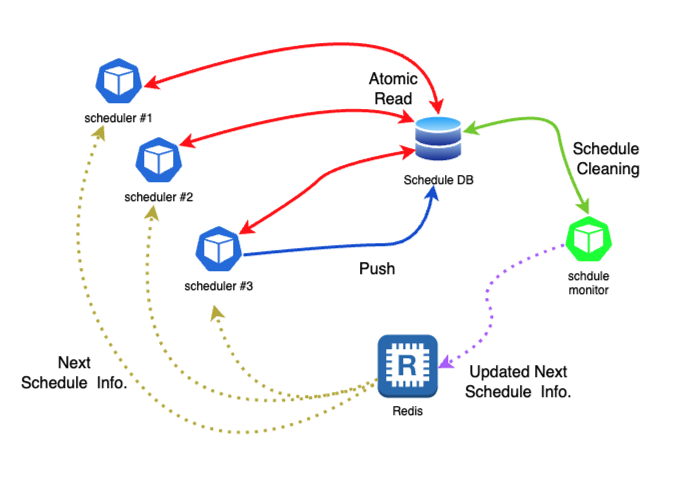 scheduler #1
Atomic
Read
scheduler #2
Schedule DB
Schedule
Cleaning
scheduler #3
Push
schdule
monitor
Next
Schedule Info.
R
Redis
Updated Next
Schedule Info.